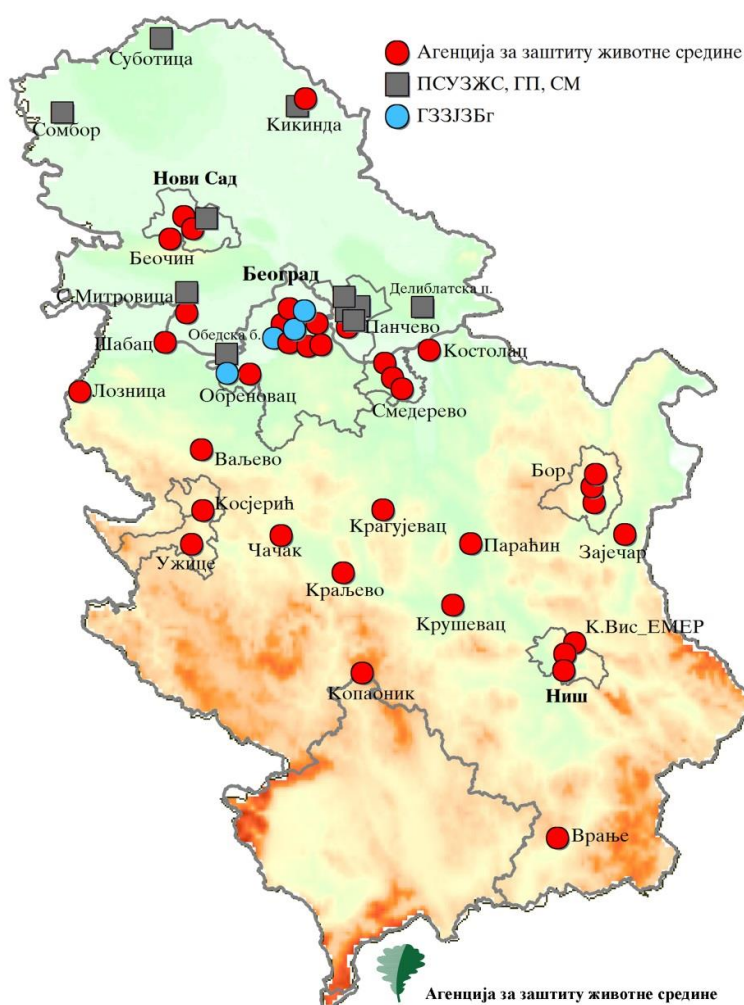 Суботица
Агенција за заштиту животне средине
ПСУЗЖС, ГП, СМ
ГЗЗЈЗБг
Сомбор
Кикинда
Нови Сад
Беочин
Београд
С.Митровица
Делиблатска п.
Панчево
Обедска б.
Шабац
Костолац
Лозница
Обреновац
Смедерево
Ваљево
Бор
Косјерић
Крагујевац
Чачак
Параћин
Зајечар
Ужице
Краљево
Крушевац
К.Вис_ЕМЕР
Ниш
Копаоник
Врање
Агенција за заштиту животне средине